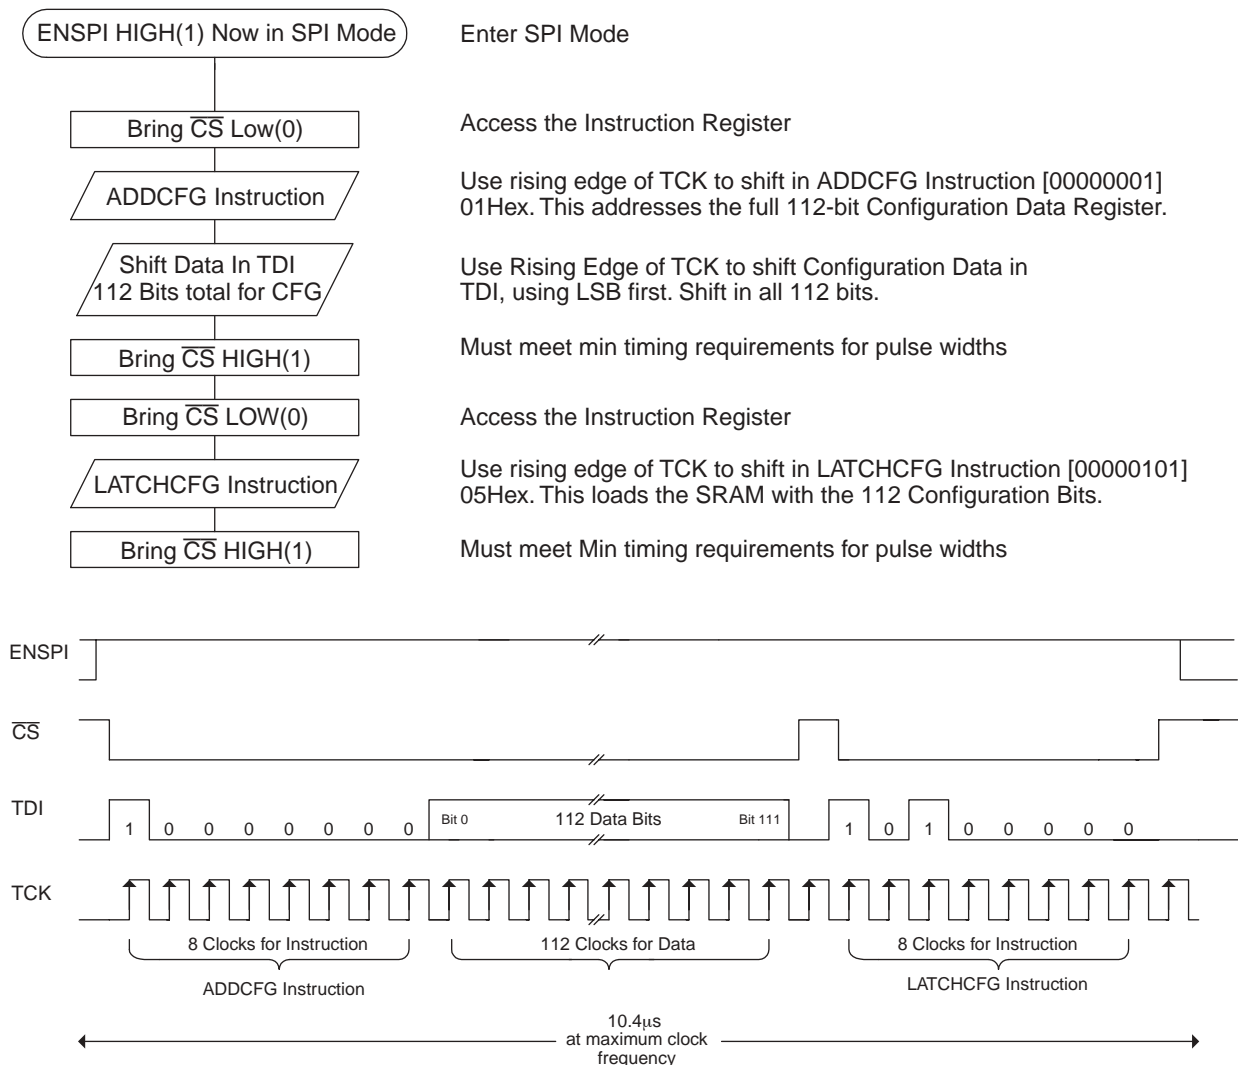 ENSPI HIGH(1) Now in SPI Mode
Enter SPI Mode
Bring C̅S̅ Low(0)
Access the Instruction Register
ADDCFG Instruction
Use rising edge of TCK to shift in ADDCFG Instruction [00000001]
01Hex. This addresses the full 112-bit Configuration Data Register.
Shift Data In TDI
112 Bits total for CFG
Use Rising Edge of TCK to shift Configuration Data in
TDI, using LSB first. Shift in all 112 bits.
Bring C̅S̅ HIGH(1)
Must meet min timing requirements for pulse widths
Bring C̅S̅ LOW(0)
Access the Instruction Register
LATCHCFG Instruction
Use rising edge of TCK to shift in LATCHCFG Instruction [00000101]
05Hex. This loads the SRAM with the 112 Configuration Bits.
Bring C̅S̅ HIGH(1)
Must meet Min timing requirements for pulse widths
ENSPI
C̅S̅
TDI
1 0 0 0 0 0 0 0 Bit 0 112 Data Bits Bit 111 1 0 1 0 0 0 0 0
TCK
8 Clocks for Instruction 112 Clocks for Data 8 Clocks for Instruction
ADDCFG Instruction LATCHCFG Instruction
10.4µs
at maximum clock
frequency